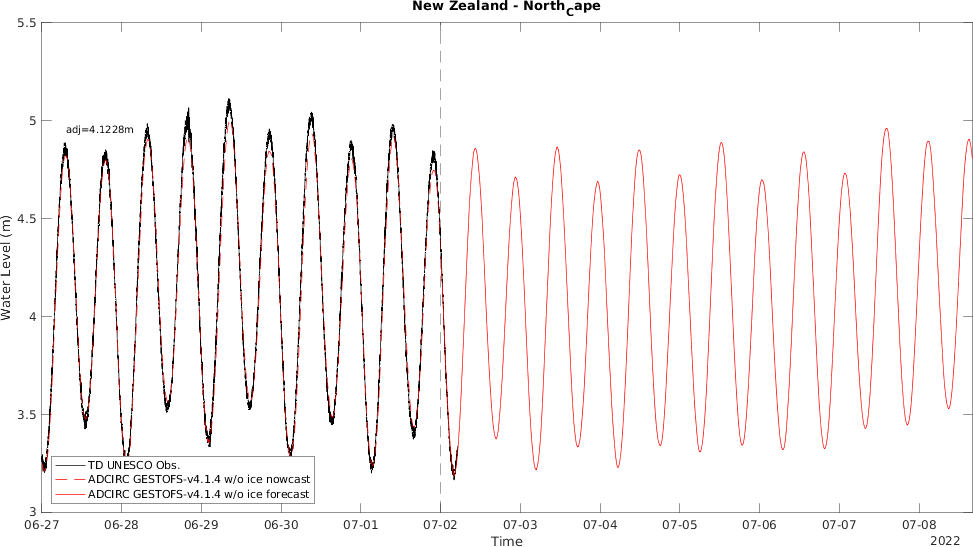 New Zealand - NorthCape
5.5
5
4.5
4
3.5
3
Water Level (m)
adj=4.1228m
TD UNESCO Obs.
ADCIRC GESTOFS-v4.1.4 w/o ice nowcast
ADCIRC GESTOFS-v4.1.4 w/o ice forecast
06-27 06-28 06-29 06-30 07-01 07-02 07-03 07-04 07-05 07-06 07-07 07-08
Time
2022